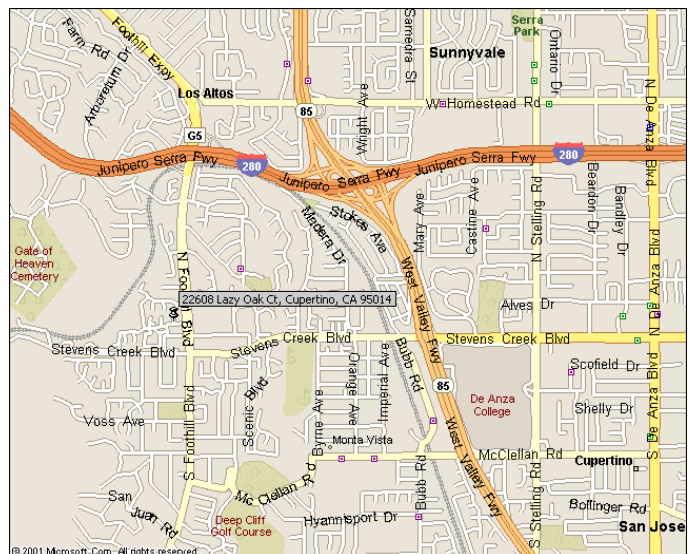 Farm Rd
Arboretum Dr
Foothill Expy
Samedra St
Serra
Park
Sunnyvale
Ontario Dr
N De Anza Blvd
Los Altos
85
W Homestead Rd
Wright Ave
G5
Junipero Serra Fwy
280
Junipero Serra Fwy
Junipero Serra Fwy
280
Gate of
Heaven
Cemetery
N Foothill Blvd
Madera Dr
Stokes Ave
Mary Ave
Castine Ave
N Stelling Rd
Beardon Dr
Bandley Dr
N De Anza Blvd
22608 Lazy Oak Ct, Cupertino, CA 95014
West Valley Fwy
Alves Dr
Stevens Creek Blvd
Stevens Creek Blvd
Stevens Creek Blvd
Bubb Rd
85
Scofield Dr
S Foothill Blvd
Scenic Blvd
Byrne Ave
Orange Ave
Imperial Ave
De Anza
College
Shelly Dr
S De Anza Blvd
Voss Ave
Monta Vista
West Valley Fwy
McClellan Rd
Cupertino
Mc Clellan Rd
Bubb Rd
S Stelling Rd
San
Juan Rd
Deep Cliff
Golf Course
Hyannisport Dr
Bollinger Rd
San Jose
© 2001 Microsoft Corp. All rights reserved.